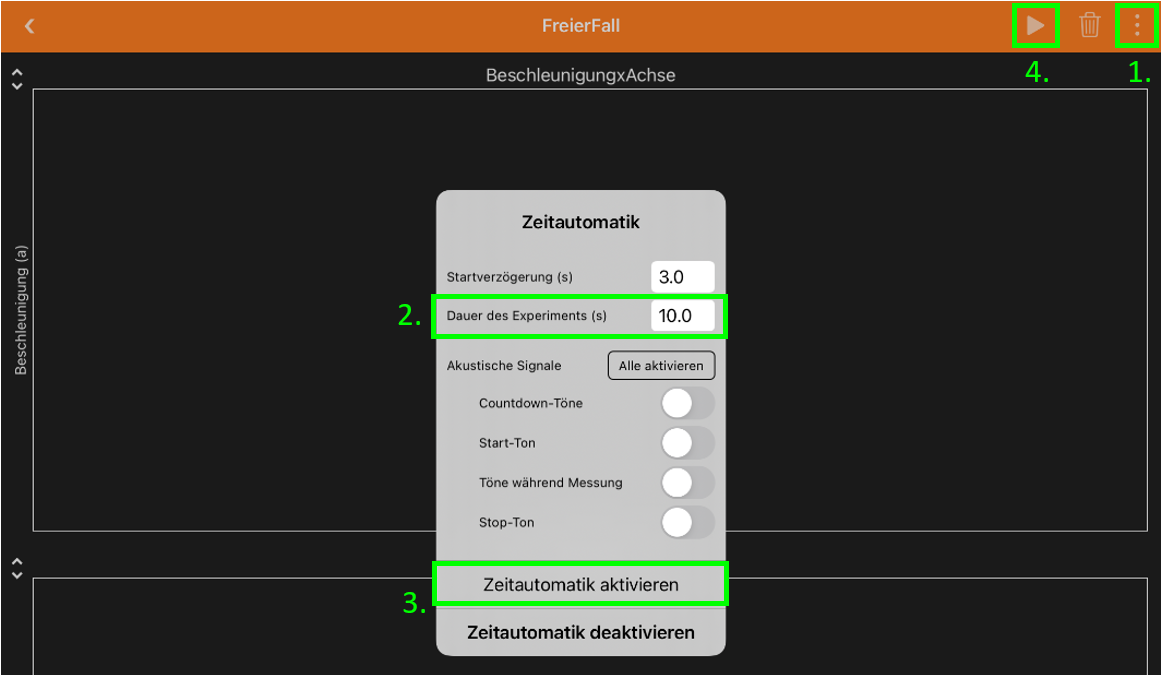 FreierFall
4.
1.
BeschleunigungxAchse
Beschleunigung (a)
Zeitautomatik
Startverzögerung (s) 3.0
2.
Dauer des Experiments (s) 10.0
Akustische Signale Alle aktivieren
Countdown-Töne
Start-Ton
Töne während Messung
Stop-Ton
3.
Zeitautomatik aktivieren
Zeitautomatik deaktivieren